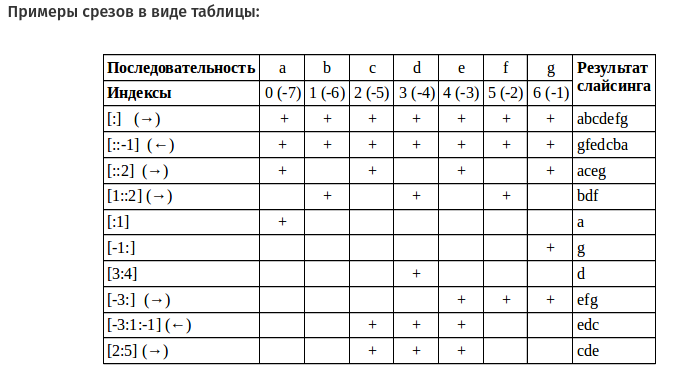 Примеры срезов в виде таблицы:
Последовательность a b c d e f g Результат слайсинга
Индексы 0 (-7) 1 (-6) 2 (-5) 3 (-4) 4 (-3) 5 (-2) 6 (-1)
[:] (→) + + + + + + + abcdefg
[::-1] (←) + + + + + + + gfedcba
[::2] (→) + + + + aceg
[1::2] (→) + + + bdf
[:1] + a
[-1:] + g
[3:4] + d
[-3:] (→) + + + efg
[-3:1:-1] (←) + + + edc
[2:5] (→) + + + cde